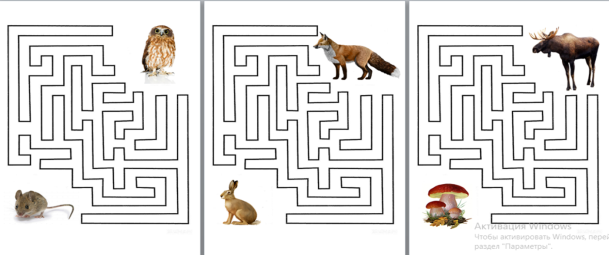 Активация Windows
Чтобы активировать Windows, перей
раздел "Параметры".